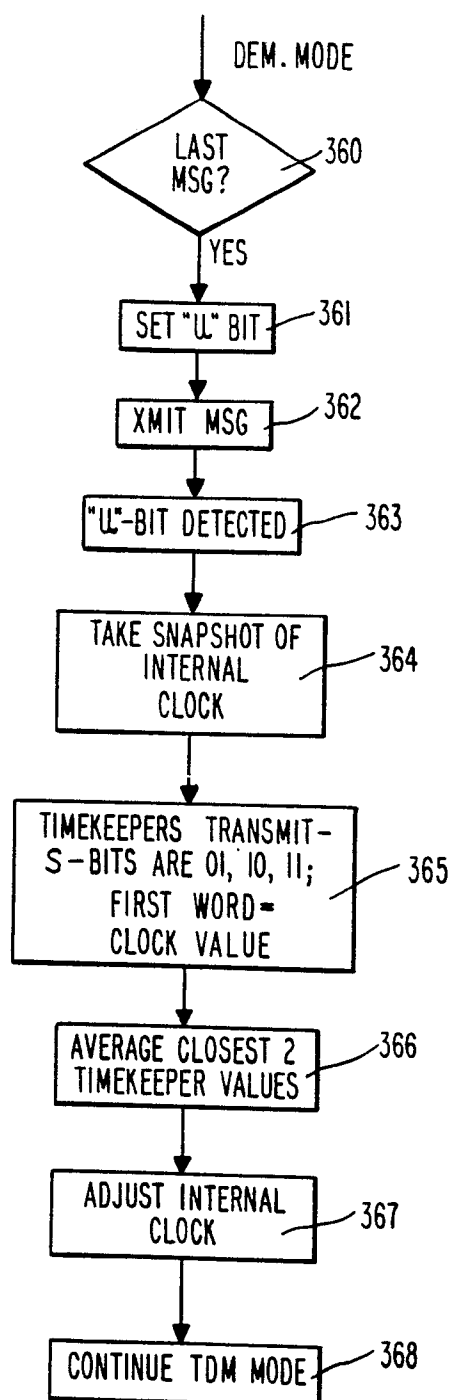 DEM. MODE
LAST
MSG?
360
YES
SET "U" BIT
361
XMIT MSG
362
"U"-BIT DETECTED
363
TAKE SNAPSHOT OF
INTERNAL
CLOCK
364
TIMEKEEPERS TRANSMIT-
S-BITS ARE 01, 10, 11;
FIRST WORD=
CLOCK VALUE
365
AVERAGE CLOSEST 2
TIMEKEEPER VALUES
366
ADJUST INTERNAL
CLOCK
367
CONTINUE TDM MODE
368